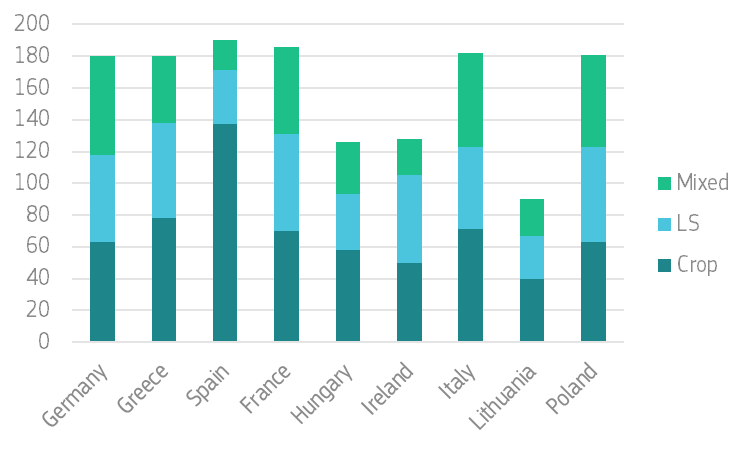 200
180
160
140
120
100
80
60
40
20
0
Germany
Greece
Spain
France
Hungary
Ireland
Italy
Lithuania
Poland
Mixed
LS
Crop